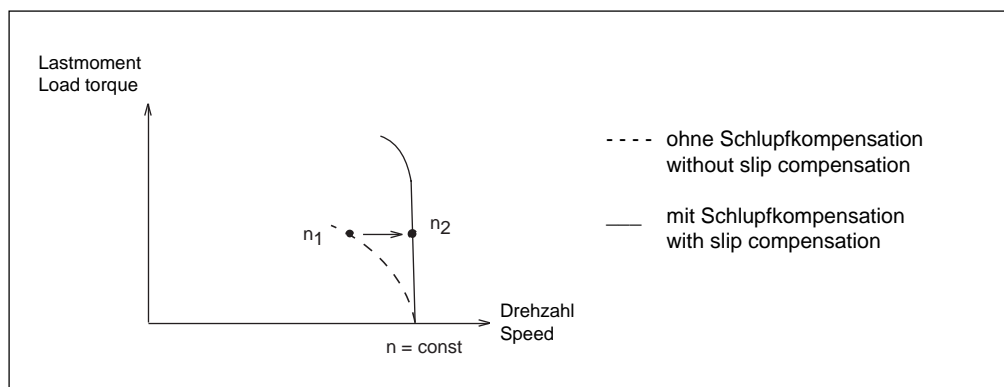 Lastmoment
Load torque
n1
n2
Drehzahl
Speed
n = const
ohne Schlupfkompensation
without slip compensation
mit Schlupfkompensation
with slip compensation